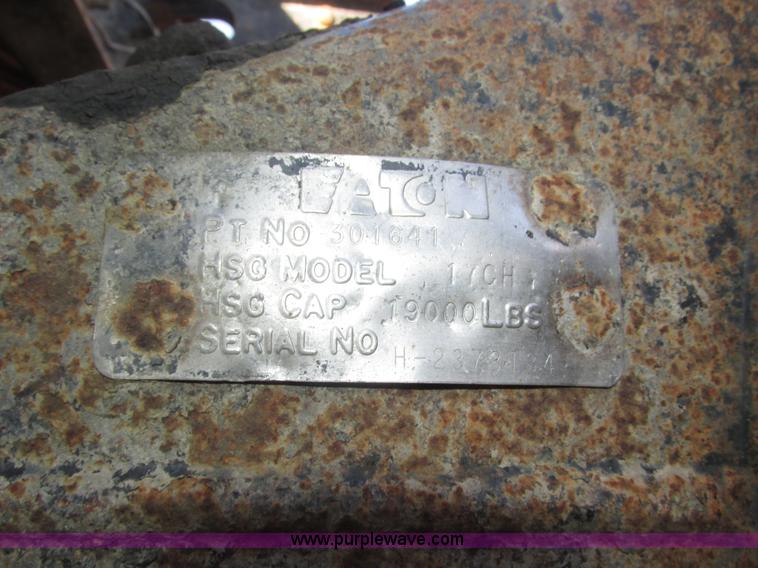 EATON
PT. NO 301641
HSG MODEL 17CH
HSG CAP 19000 LBS
SERIAL NO
www.purplewave.com